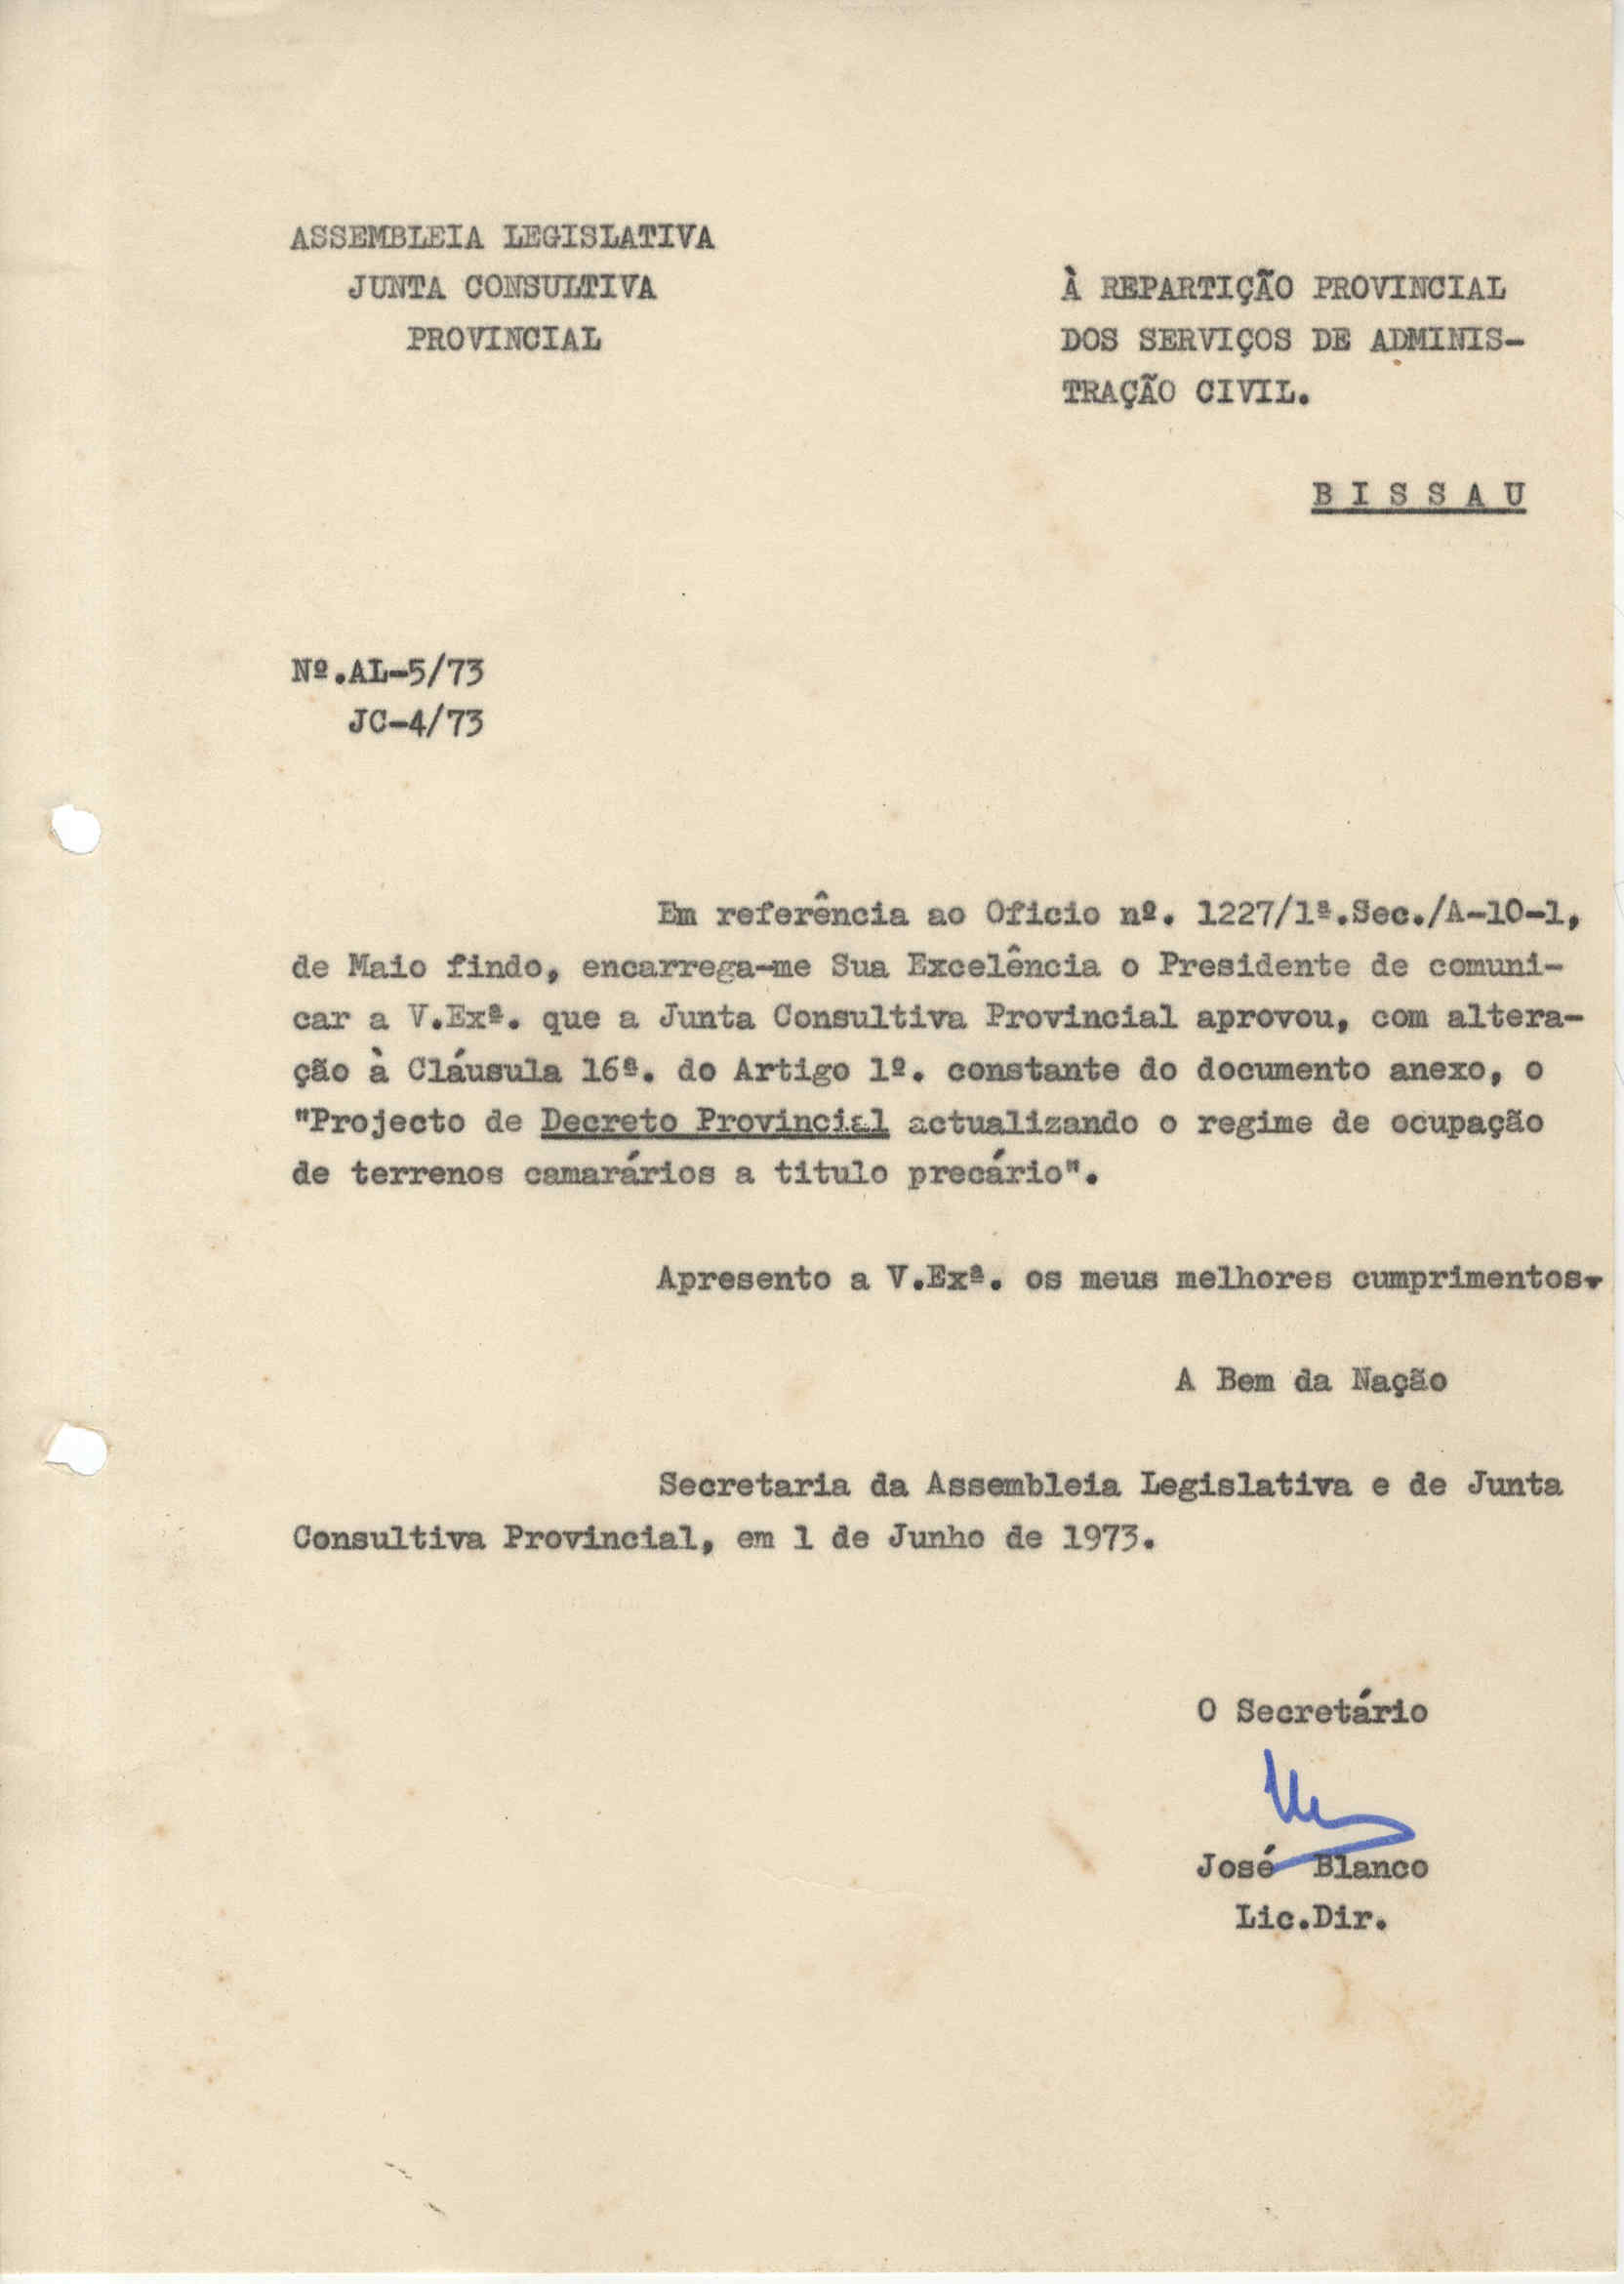 ASSEMBLEIA LEGISLATIVA
JUNTA CONSULTIVA
PROVINCIAL
À REPARTIÇÃO PROVINCIAL
DOS SERVIÇOS DE ADMINIS-
TRAÇÃO CIVIL.
B I S S A U
Nº.AL-5/73
JC-4/73
Em referência ao Oficio nº. 1227/1ª.Sec./A-10-1,
de Maio findo, encarrega-me Sua Excelência o Presidente de comuni-
car a V.Exª. que a Junta Consultiva Provincial aprovou, com altera-
ção à Cláusula 16ª. do Artigo 1º. constante do documento anexo, o
"Projecto de Decreto Provincial actualizando o regime de ocupação
de terrenos camarários a titulo precário".
Apresento a V.Exª. os meus melhores cumprimentos.
A Bem da Nação
Secretaria da Assembleia Legislativa e de Junta
Consultiva Provincial, em 1 de Junho de 1973.
O Secretário
José Blanco
Lic.Dir.